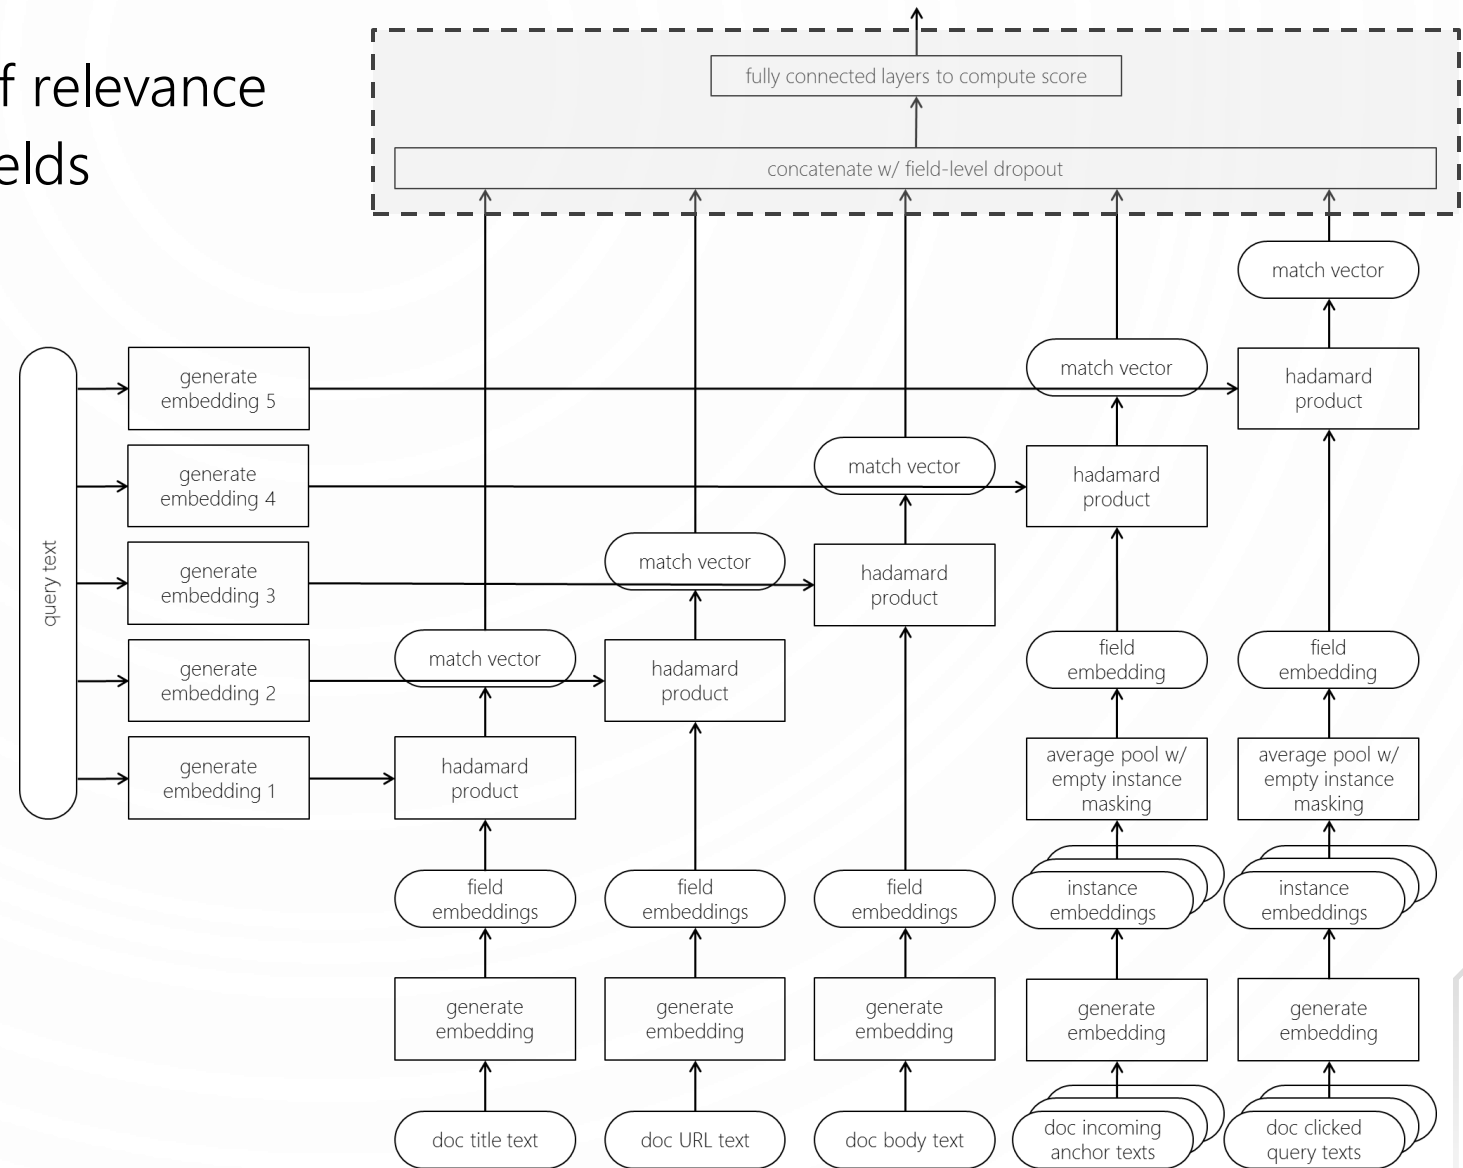 f relevance
elds
fully connected layers to compute score
concatenate w/ field-level dropout
match vector
match vector
hadamard
product
generate
embedding 5
match vector
hadamard
product
generate
embedding 4
match vector
hadamard
product
generate
embedding 3
query text
match vector
hadamard
product
field
embedding
field
embedding
generate
embedding 2
generate
embedding 1
hadamard
product
average pool w/
empty instance
masking
average pool w/
empty instance
masking
field
embeddings
field
embeddings
field
embeddings
instance
embeddings
instance
embeddings
generate
embedding
generate
embedding
generate
embedding
generate
embedding
generate
embedding
doc title text
doc URL text
doc body text
doc incoming
anchor texts
doc clicked
query texts